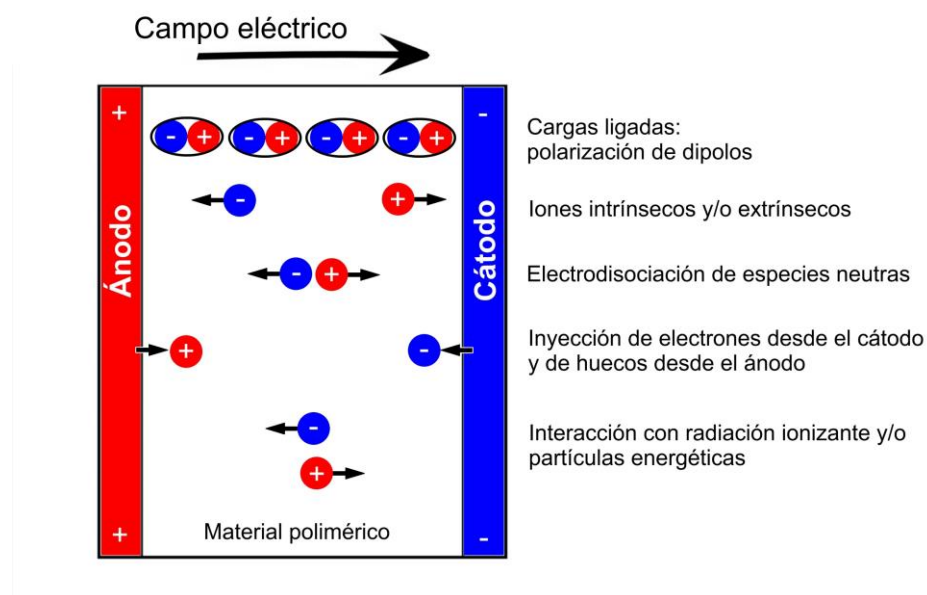 Campo eléctrico
+
-
- + - + - + - +
Cargas ligadas:
polarización de dipolos
- +
Iones intrínsecos y/o extrínsecos
Ánodo
Cátodo
- +
Electrodisociación de especies neutras
+ -
Inyección de electrones desde el cátodo
y de huecos desde el ánodo
-
Interacción con radiación ionizante y/o
partículas energéticas
+
Material polimérico
+
-